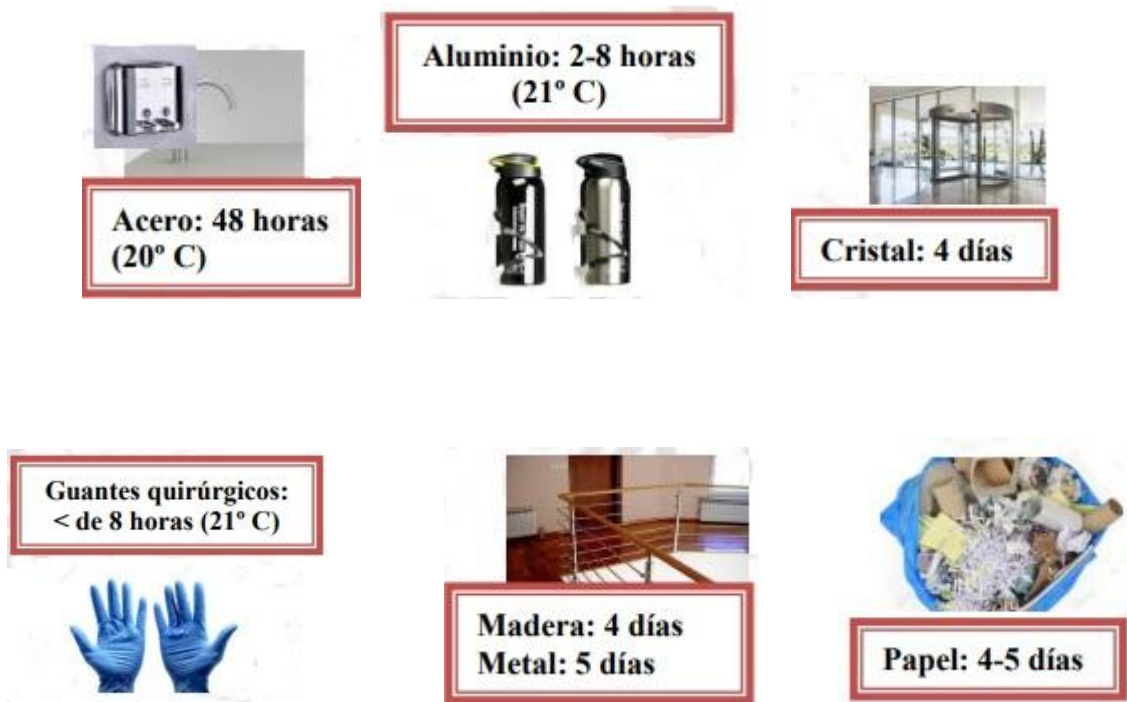 Aluminio: 2-8 horas
(21º C)
Acero: 48 horas
(20º C)
Cristal: 4 días
Guantes quirúrgicos:
< de 8 horas (21º C)
Madera: 4 días
Metal: 5 días
Papel: 4-5 días